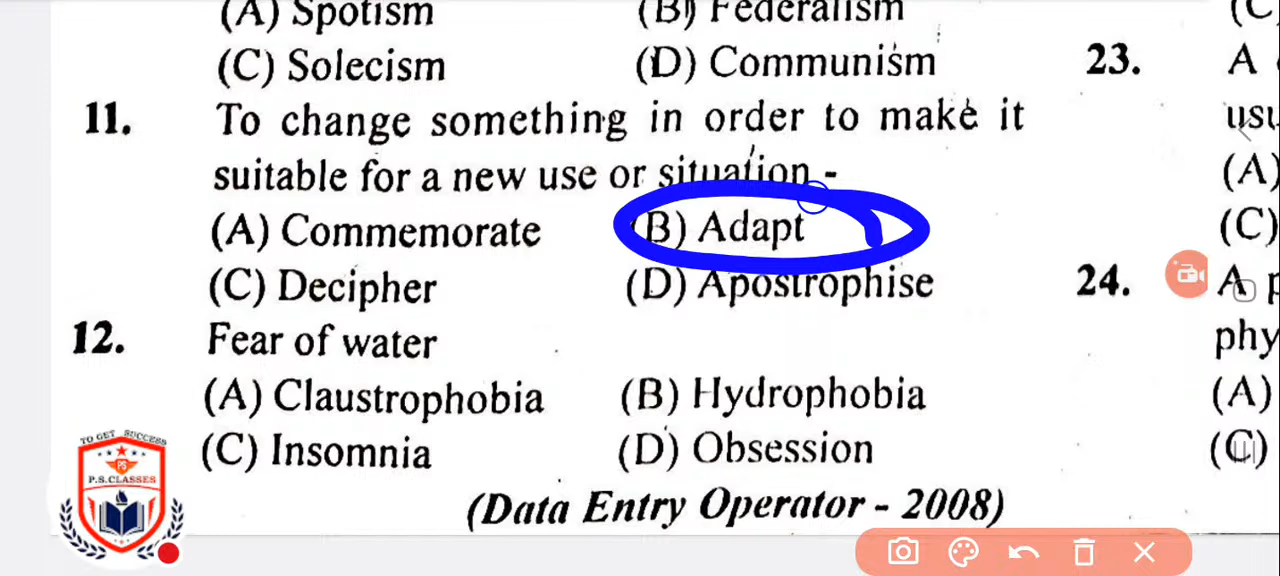 (A) Spotism (B) Federalism
(C) Solecism (D) Communism
11. To change something in order to make it
suitable for a new use or situation -
(A) Commemorate (B) Adapt
(C) Decipher (D) Apostrophise
12. Fear of water
(A) Claustrophobia (B) Hydrophobia
(C) Insomnia (D) Obsession
(Data Entry Operator - 2008)
(C
23. A
usu
(A)
(C)
24. A p
phy
(A)
(C)
TO GET SUCCESS
PS
P.S.CLASSES